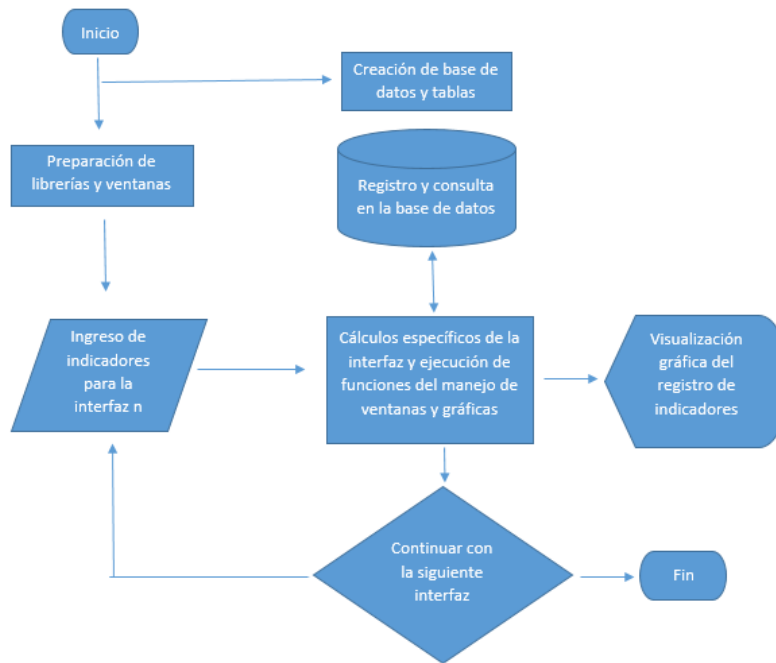 Inicio
Creación de base de
datos y tablas
Preparación de
librerías y ventanas
Registro y consulta
en la base de datos
Ingreso de
indicadores
para la
interfaz n
Cálculos específicos de la
interfaz y ejecución de
funciones del manejo de
ventanas y gráficas
Visualización
gráfica del
registro de
indicadores
Continuar con
la siguiente
interfaz
Fin